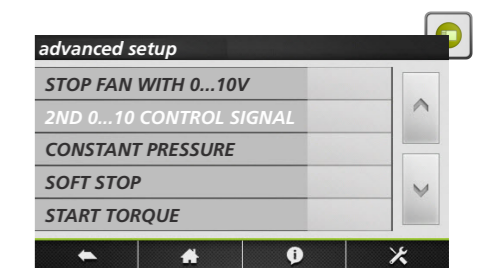 advanced setup
STOP FAN WITH 0...10V
2ND 0...10 CONTROL SIGNAL
CONSTANT PRESSURE
SOFT STOP
START TORQUE